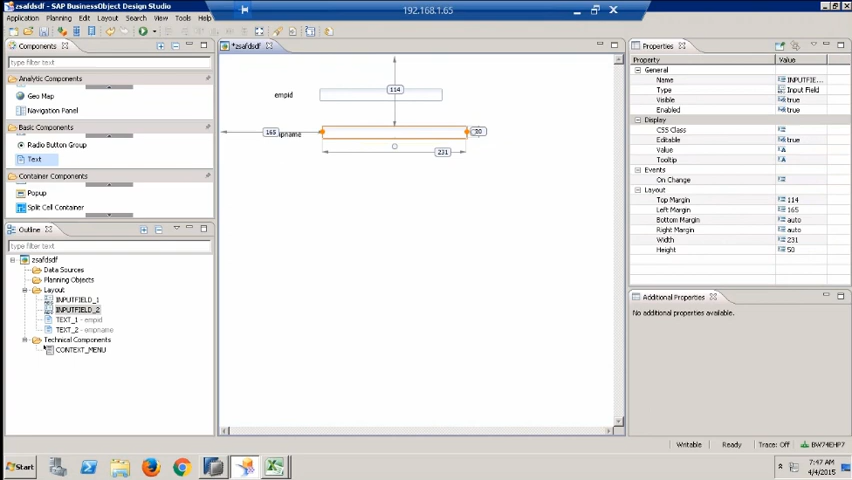 zsafdsdf - SAP BusinessObject Design Studio
192.168.1.65
Application Planning Edit Layout Search View Tools Help
Components
type filter text
Analytic Components
Geo Map
Navigation Panel
Basic Components
Radio Button Group
Text
Container Components
Popup
Split Cell Container
Outline
type filter text
zsafdsdf
Data Sources
Planning Objects
Layout
INPUTFIELD_1
INPUTFIELD_2
TEXT_1 - empid
TEXT_2 - empname
Technical Components
CONTEXT_MENU
*zsafdsdf
empid
114
165
pname
231
Properties
Property Value
General
Name INPUTFIE...
Type Input Field
Visible true
Display
CSS Class
Editable true
Value
Tooltip
Enabled true
Events
On Change
Layout
Top Margin 114
Left Margin 165
Bottom Margin auto
Right Margin auto
Width 231
Height 50
Additional Properties
No additional properties available.
Writable Ready Trace: Off BW74EHP7
Start
7:47 AM
4/4/2015